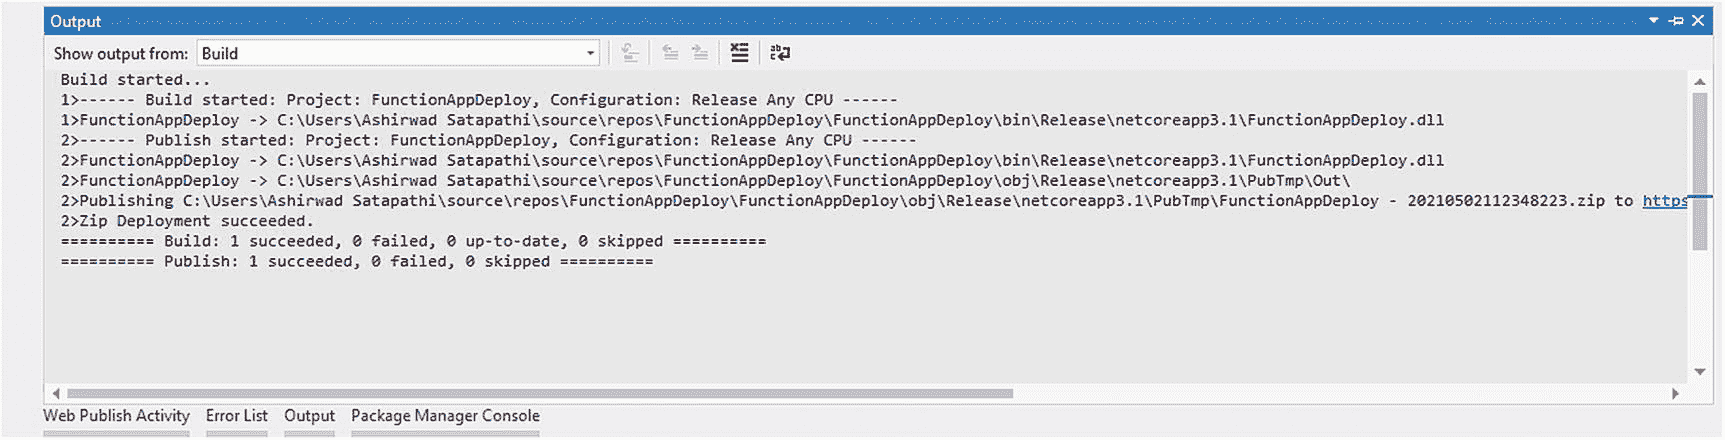 Output
Show output from: Build
Build started...
1>------ Build started: Project: FunctionAppDeploy, Configuration: Release Any CPU ------
1>FunctionAppDeploy -> C:\Users\Ashirwad Satapathi\source\repos\FunctionAppDeploy\FunctionAppDeploy\bin\Release\netcoreapp3.1\FunctionAppDeploy.dll
2>------ Publish started: Project: FunctionAppDeploy, Configuration: Release Any CPU ------
2>FunctionAppDeploy -> C:\Users\Ashirwad Satapathi\source\repos\FunctionAppDeploy\FunctionAppDeploy\bin\Release\netcoreapp3.1\FunctionAppDeploy.dll
2>FunctionAppDeploy -> C:\Users\Ashirwad Satapathi\source\repos\FunctionAppDeploy\FunctionAppDeploy\obj\Release\netcoreapp3.1\PubTmp\Out\
2>Publishing C:\Users\Ashirwad Satapathi\source\repos\FunctionAppDeploy\FunctionAppDeploy\obj\Release\netcoreapp3.1\PubTmp\FunctionAppDeploy - 20210502112348223.zip to https
2>Zip Deployment succeeded.
========== Build: 1 succeeded, 0 failed, 0 up-to-date, 0 skipped ==========
========== Publish: 1 succeeded, 0 failed, 0 skipped ==========
Web Publish Activity Error List Output Package Manager Console